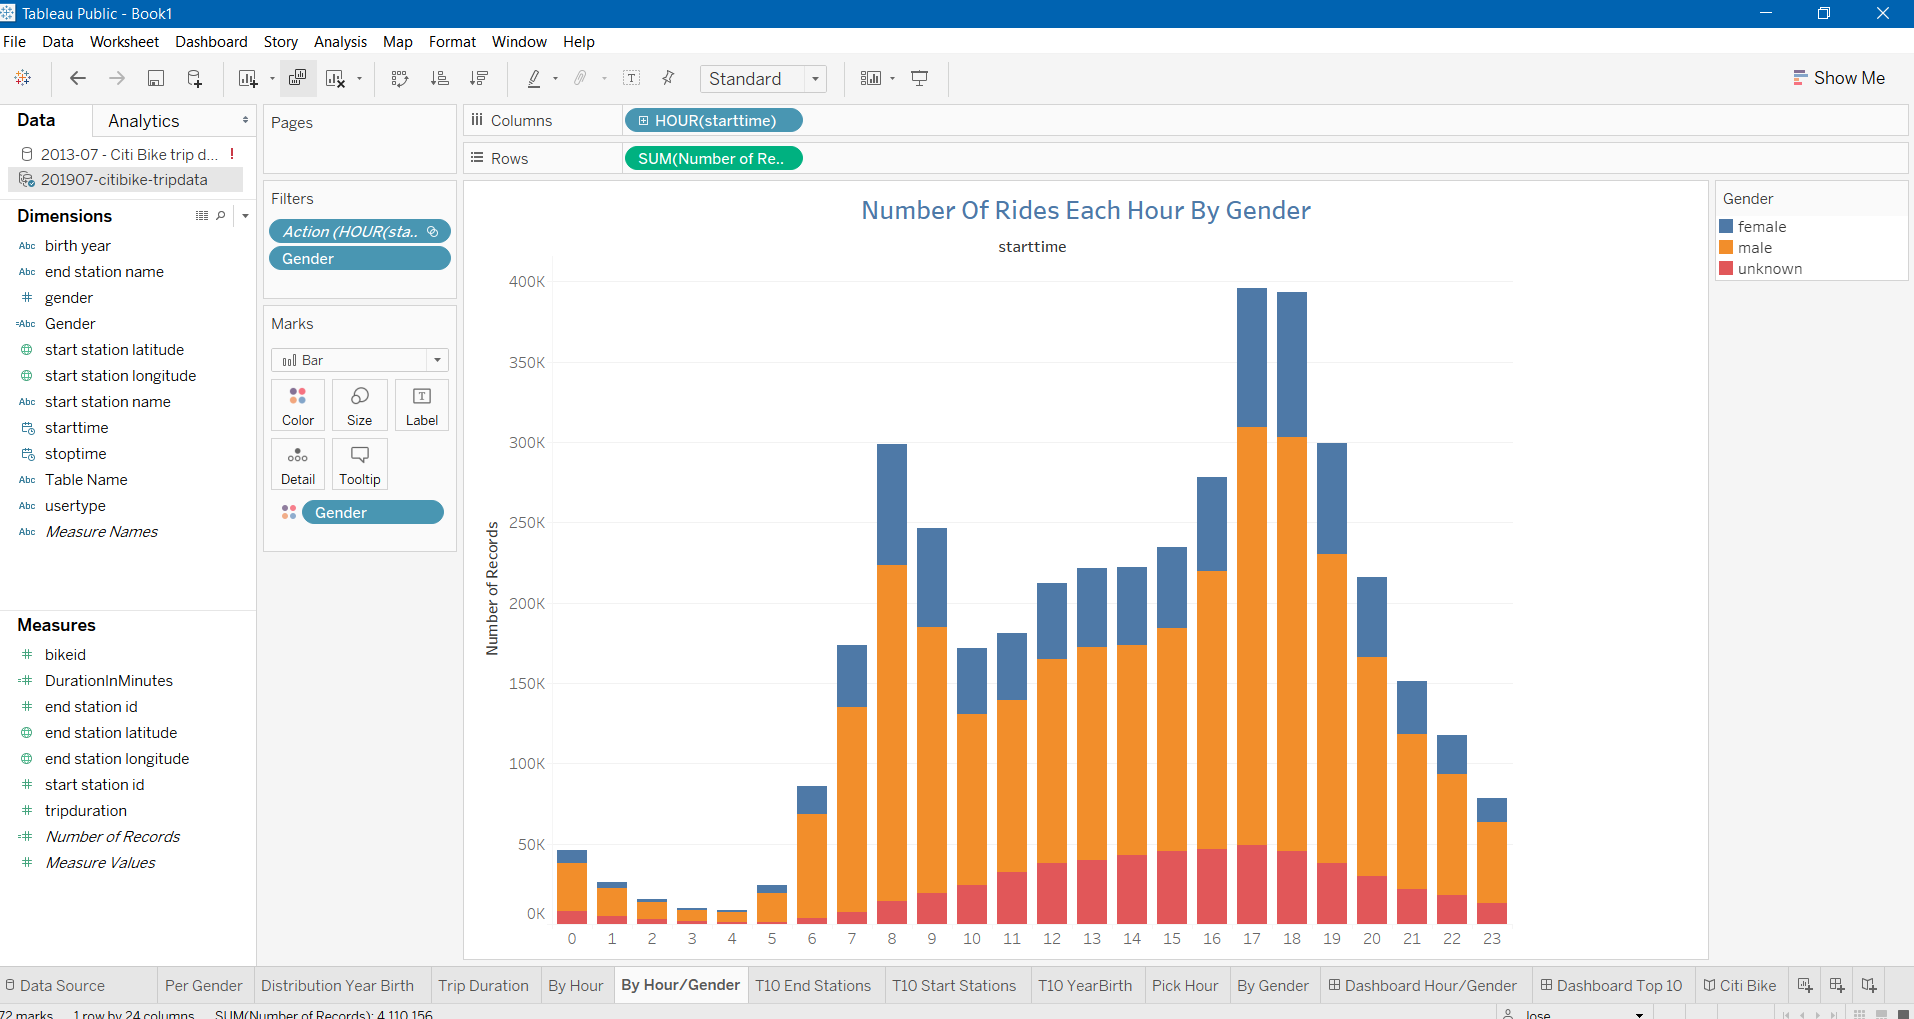 Tableau Public - Book1
File Data Worksheet Dashboard Story Analysis Map Format Window Help
Standard
Show Me
Data Analytics
2013-07 - Citi Bike trip d...
201907-citibike-tripdata
Dimensions
Abc birth year
Abc end station name
# gender
=Abc Gender
start station latitude
start station longitude
Abc start station name
starttime
stoptime
Abc Table Name
Abc usertype
Abc Measure Names
Measures
# bikeid
=# DurationInMinutes
# end station id
end station latitude
end station longitude
# start station id
# tripduration
=# Number of Records
# Measure Values
Pages
Filters
Action (HOUR(sta..
Gender
Marks
Bar
Color Size Label
Detail Tooltip
Gender
Columns HOUR(starttime)
Rows SUM(Number of Re..
Number Of Rides Each Hour By Gender
starttime
Number of Records
400K
350K
300K
250K
200K
150K
100K
50K
0K
0 1 2 3 4 5 6 7 8 9 10 11 12 13 14 15 16 17 18 19 20 21 22 23
Gender
female
male
unknown
Data Source Per Gender Distribution Year Birth Trip Duration By Hour By Hour/Gender T10 End Stations T10 Start Stations T10 YearBirth Pick Hour By Gender Dashboard Hour/Gender Dashboard Top 10 Citi Bike
72 marks 1 row by 24 columns SUM(Number of Records): 4,110,156 Jose